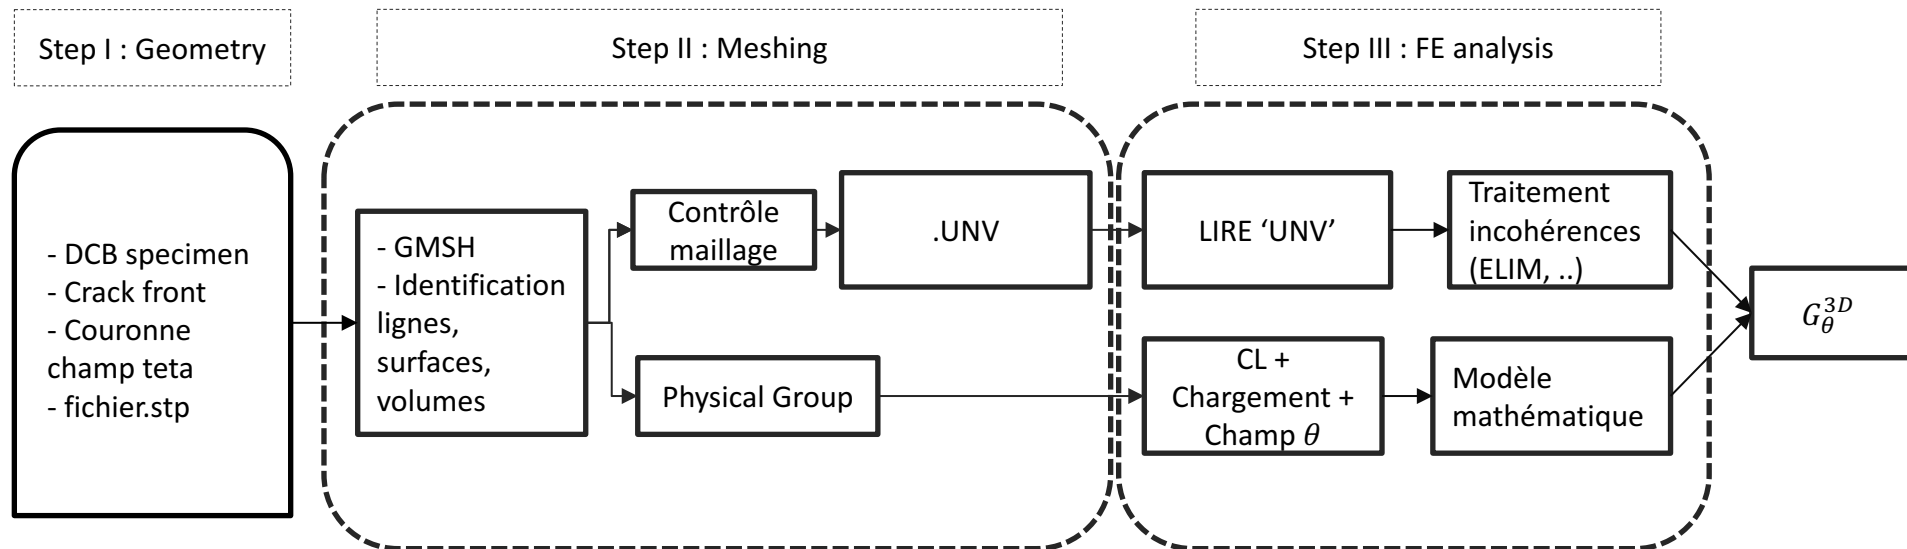 Step I : Geometry
Step II : Meshing
Step III : FE analysis
- DCB specimen
- Crack front
- Couronne
champ teta
- fichier.stp
- GMSH
- Identification
lignes,
surfaces,
volumes
Contrôle
maillage
.UNV
Physical Group
LIRE ‘UNV’
Traitement
incohérences
(ELIM, ..)
CL +
Chargement +
Champ θ
Modèle
mathématique
G_θ^{3D}